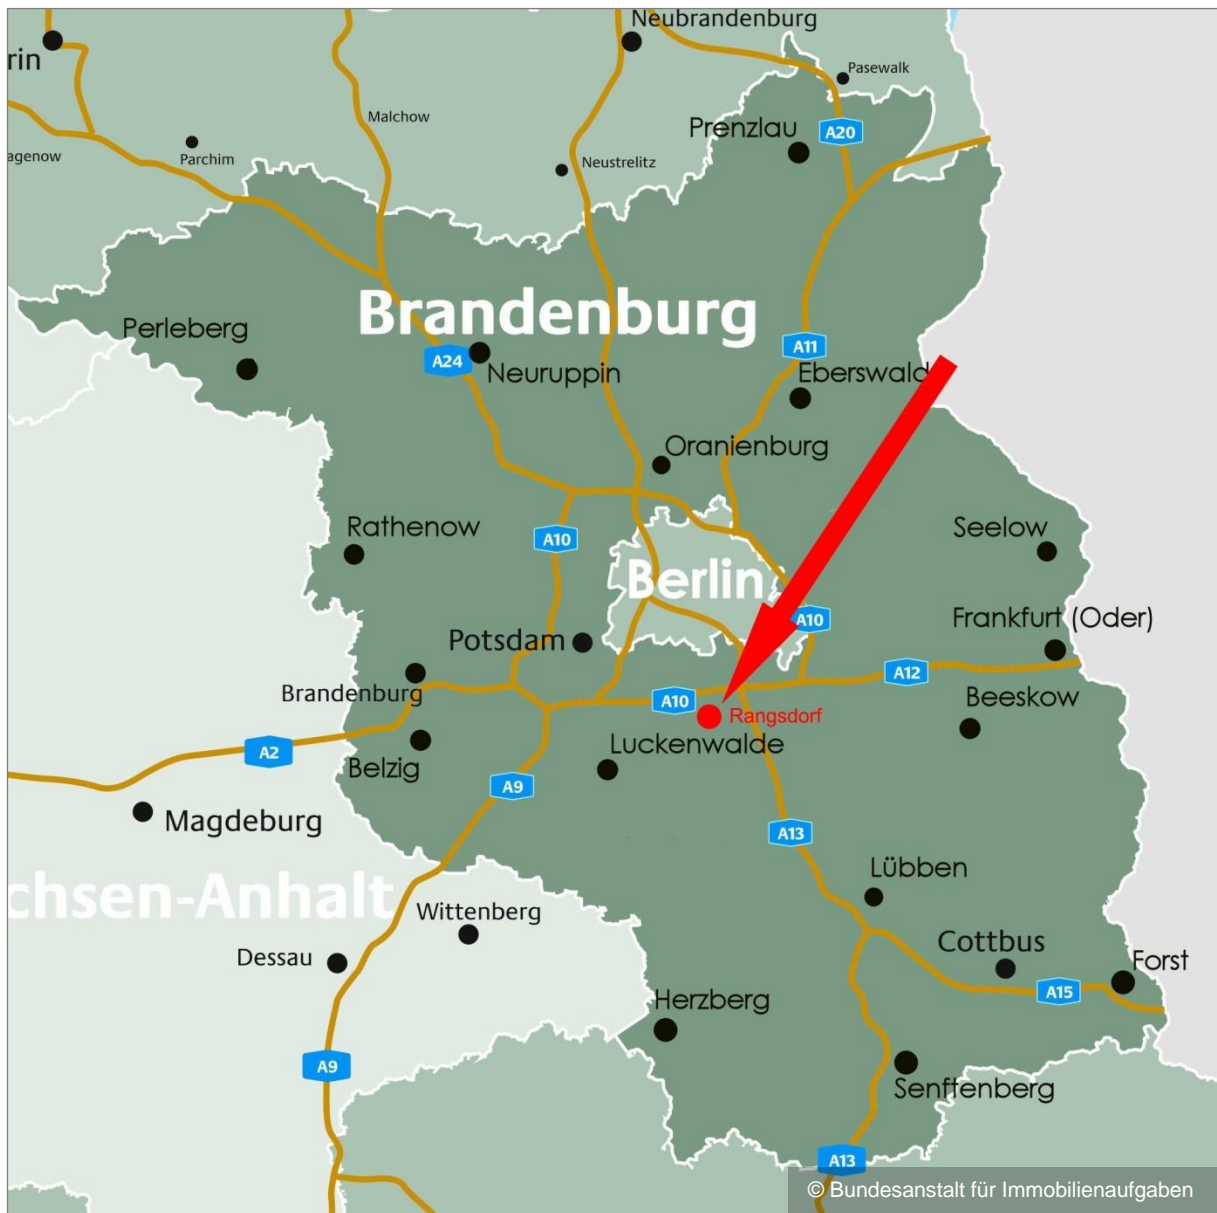 Neubrandenburg
rin
Pasewalk
Malchow
Prenzlau
A20
agenow
Parchim
Neustrelitz
Brandenburg
Perleberg
A24
Neuruppin
A11
Eberswald
Oranienburg
Rathenow
A10
Seelow
Berlin
A10
Frankfurt (Oder)
Potsdam
A12
Brandenburg
A10
Beeskow
Rangsdorf
Luckenwalde
A2
Belzig
A9
Magdeburg
A13
Lübben
chsen-Anhalt
Wittenberg
Cottbus
Dessau
Forst
A15
Herzberg
A9
Senftenberg
A13
© Bundesanstalt für Immobilienaufgaben